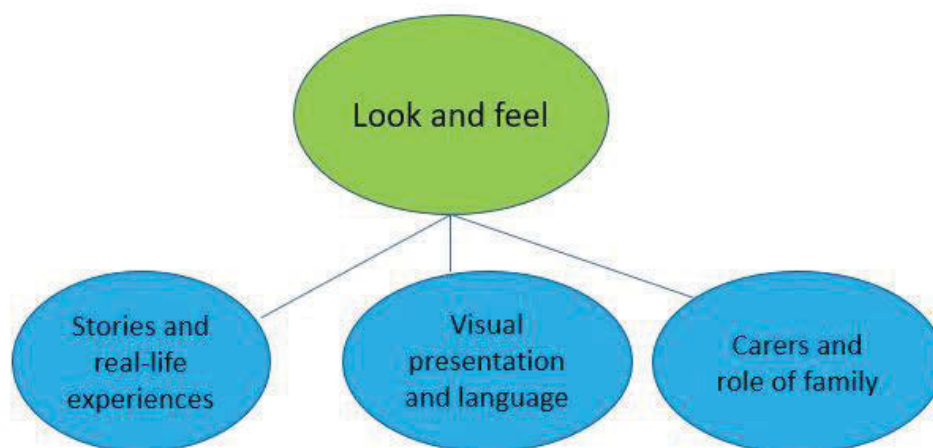 Look and feel
Stories and
real-life
experiences
Visual
presentation
and language
Carers and
role of family